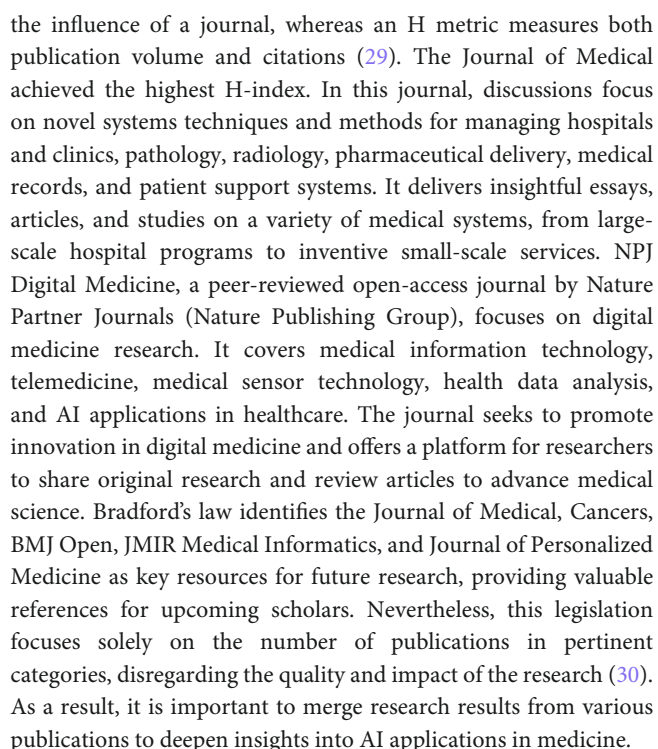 the influence of a journal, whereas an H metric measures both
publication volume and citations (29). The Journal of Medical
achieved the highest H-index. In this journal, discussions focus
on novel systems techniques and methods for managing hospitals
and clinics, pathology, radiology, pharmaceutical delivery, medical
records, and patient support systems. It delivers insightful essays,
articles, and studies on a variety of medical systems, from large-
scale hospital programs to inventive small-scale services. NPJ
Digital Medicine, a peer-reviewed open-access journal by Nature
Partner Journals (Nature Publishing Group), focuses on digital
medicine research. It covers medical information technology,
telemedicine, medical sensor technology, health data analysis,
and AI applications in healthcare. The journal seeks to promote
innovation in digital medicine and offers a platform for researchers
to share original research and review articles to advance medical
science. Bradford’s law identifies the Journal of Medical, Cancers,
BMJ Open, JMIR Medical Informatics, and Journal of Personalized
Medicine as key resources for future research, providing valuable
references for upcoming scholars. Nevertheless, this legislation
focuses solely on the number of publications in pertinent
categories, disregarding the quality and impact of the research (30).
As a result, it is important to merge research results from various
publications to deepen insights into AI applications in medicine.